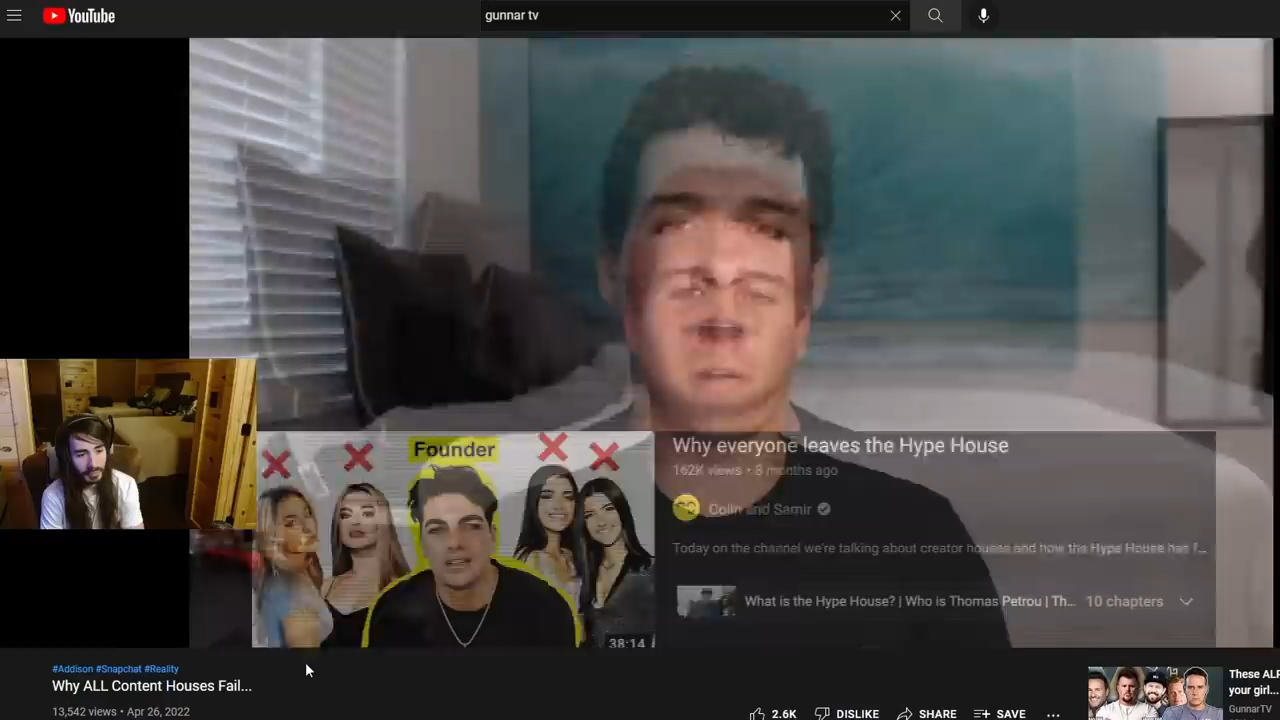 YouTube
gunnar tv
Founder
38:14
Why everyone leaves the Hype House
162K views • 3 months ago
Colin and Samir
Today on the channel we're talking about creator houses and how the Hype House has f...
What is the Hype House? | Who is Thomas Petrou | Th... 10 chapters
#Addison #Snapchat #Reality
Why ALL Content Houses Fail...
13,542 views • Apr 26, 2022
2.6K DISLIKE SHARE SAVE ...
These ALP
your girl...
GunnarTV